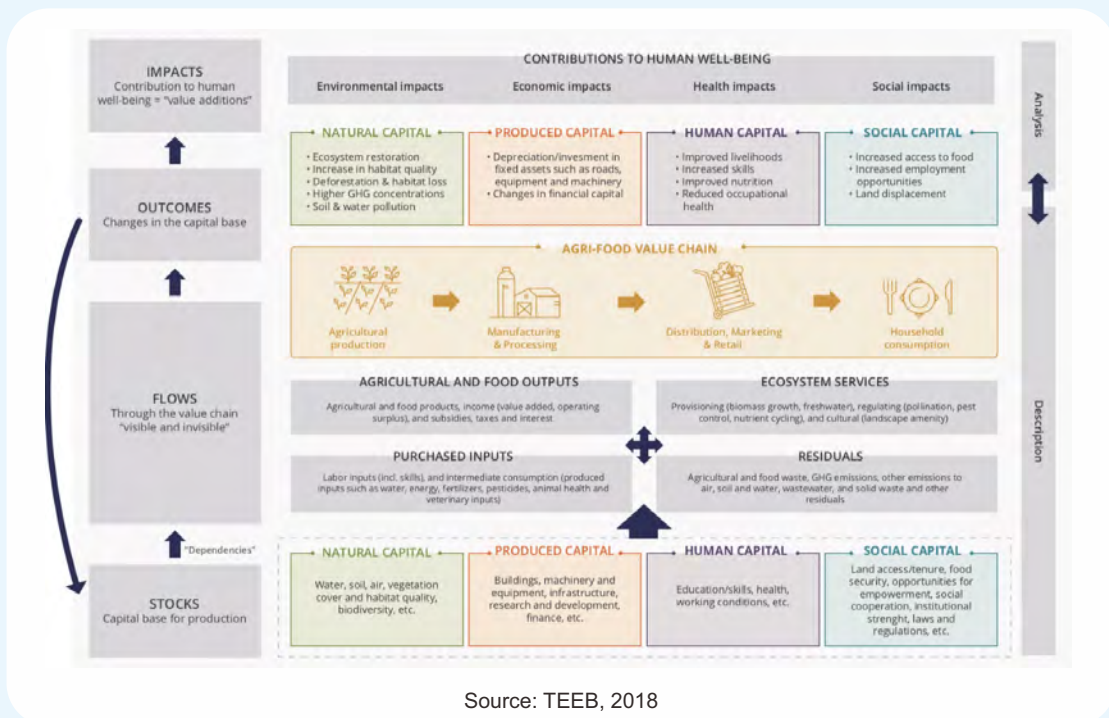 IMPACTS
Contribution to human
well-being = "value additions"
CONTRIBUTIONS TO HUMAN WELL-BEING
Environmental impacts
Economic impacts
Health impacts
Social impacts
Analysis
NATURAL CAPITAL
• Ecosystem restoration
• Increase in habitat quality
• Deforestation & habitat loss
• Higher GHG concentrations
• Soil & water pollution
PRODUCED CAPITAL
• Depreciation/invesment in
fixed assets such as roads,
equipment and machinery
• Changes in financial capital
HUMAN CAPITAL
• Improved livelihoods
• Increased skills
• Improved nutrition
• Reduced occupational
health
SOCIAL CAPITAL
• Increased access to food
• Increased employment
opportunities
• Land displacement
OUTCOMES
Changes in the capital base
AGRI-FOOD VALUE CHAIN
Agricultural
production
Manufacturing
& Processing
Distribution, Marketing
& Retail
Household
consumption
FLOWS
Through the value chain
"visible and invisible"
Description
AGRICULTURAL AND FOOD OUTPUTS
Agricultural and food products, income (value added, operating
surplus), and subsidies, taxes and interest
ECOSYSTEM SERVICES
Provisioning (biomass growth, freshwater), regulating (pollination, pest
control, nutrient cycling), and cultural (landscape amenity)
PURCHASED INPUTS
Labor inputs (incl. skills), and intermediate consumption (produced
inputs such as water, energy, fertilizers, pesticides, animal health and
veterinary inputs)
RESIDUALS
Agricultural and food waste, GHG emissions, other emissions to
air, soil and water, wastewater, and solid waste and other
residuals
"Dependencies"
STOCKS
Capital base for production
NATURAL CAPITAL
Water, soil, air, vegetation
cover and habitat quality,
biodiversity, etc.
PRODUCED CAPITAL
Buildings, machinery and
equipment, infrastructure,
research and development,
finance, etc.
HUMAN CAPITAL
Education/skills, health,
working conditions, etc.
SOCIAL CAPITAL
Land access/tenure, food
security, opportunities for
empowerment, social
cooperation, institutional
strenght, laws and
regulations, etc.
Source: TEEB, 2018